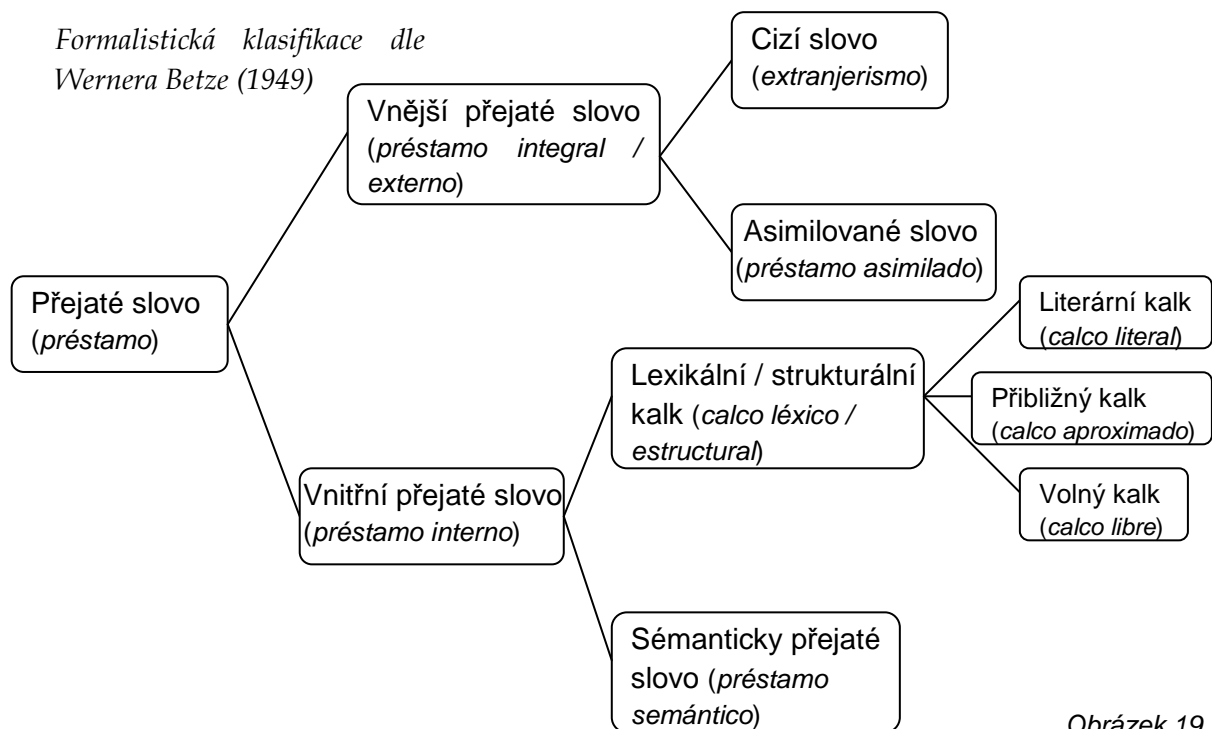 Formalistická klasifikace dle
Wernera Betze (1949)
Cizí slovo
(extranjerismo)
Vnější přejaté slovo
(préstamo integral /
externo)
Asimilované slovo
(préstamo asimilado)
Přejaté slovo
(préstamo)
Literární kalk
(calco literal)
Lexikální / strukturální
kalk (calco léxico /
estructural)
Přibližný kalk
(calco aproximado)
Volný kalk
(calco libre)
Vnitřní přejaté slovo
(préstamo interno)
Sémanticky přejaté
slovo (préstamo
semántico)
Obrázek 19